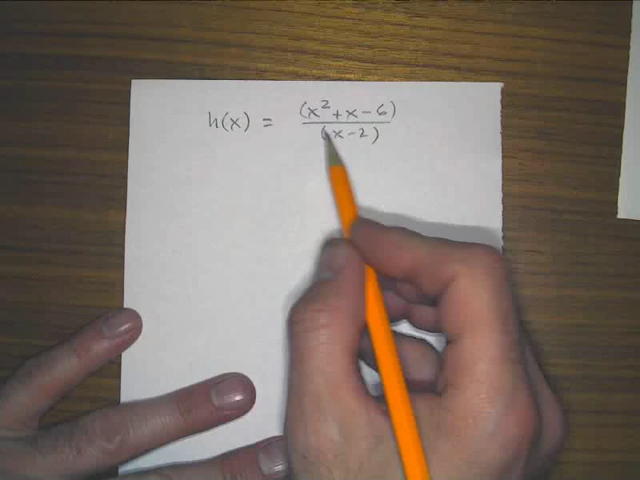 h(x) = (x²+x-6)/(x-2)